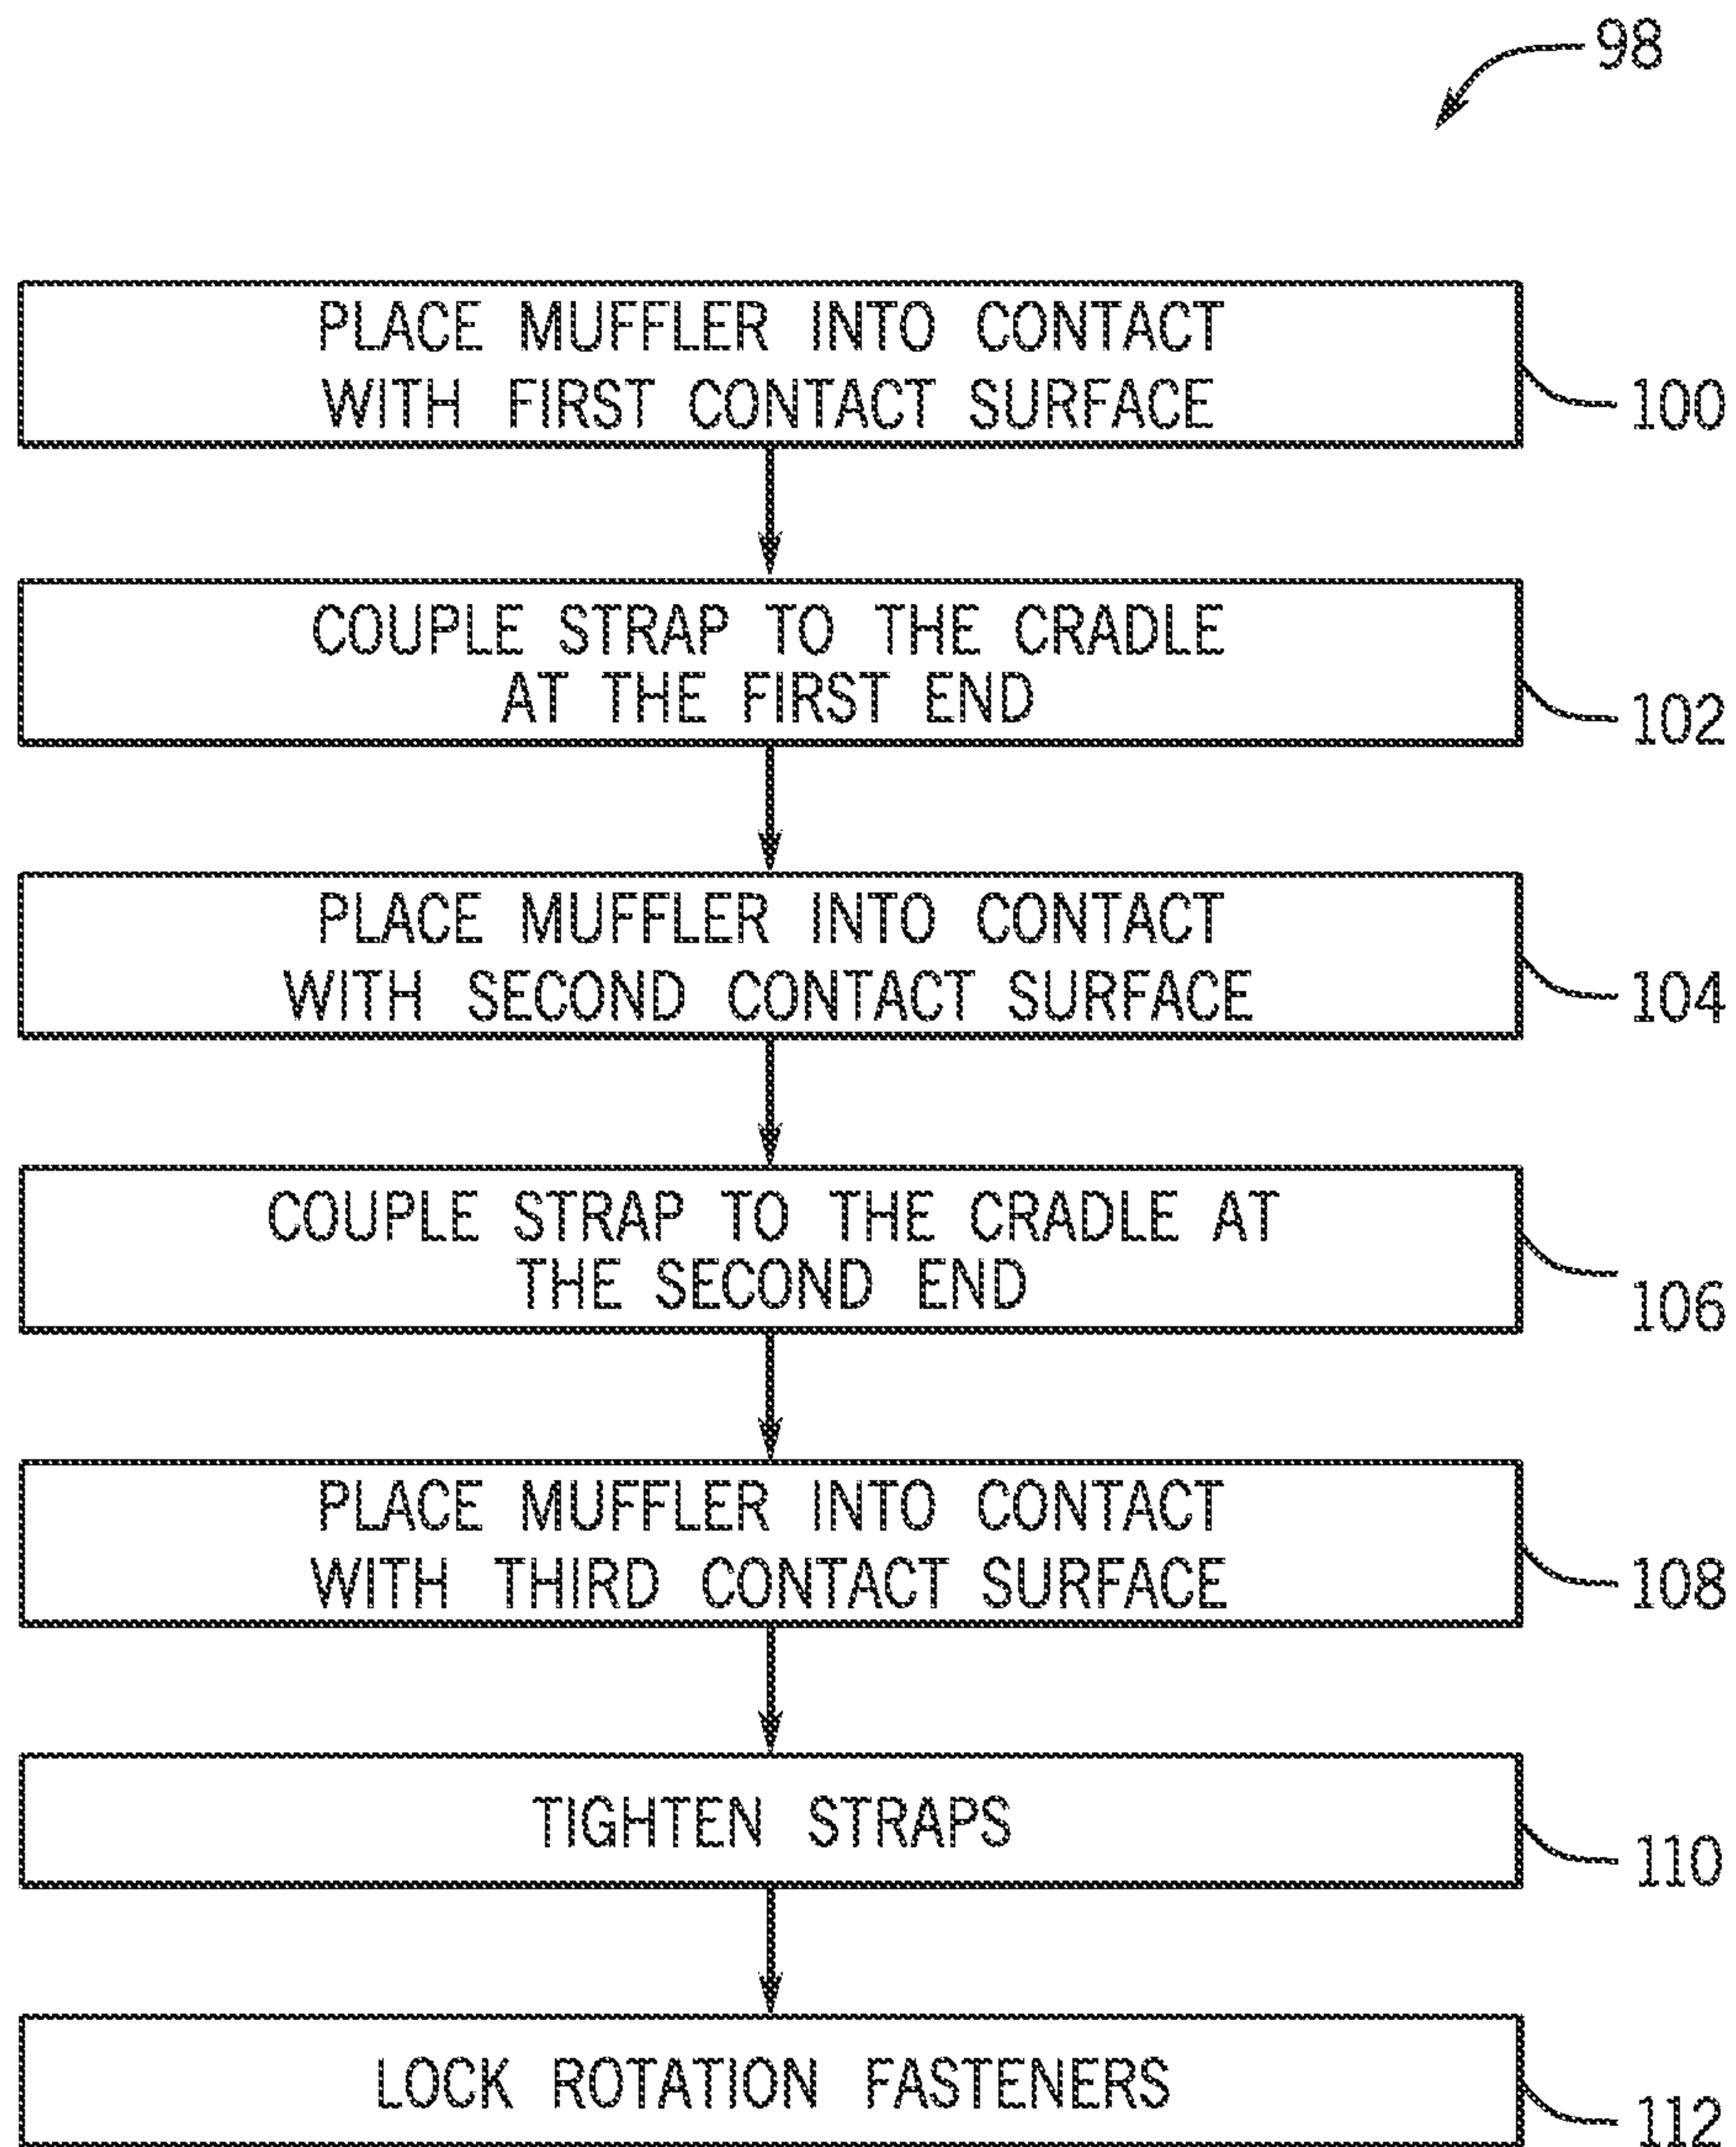 98
PLACE MUFFLER INTO CONTACT
WITH FIRST CONTACT SURFACE
100
COUPLE STRAP TO THE CRADLE
AT THE FIRST END
102
PLACE MUFFLER INTO CONTACT
WITH SECOND CONTACT SURFACE
104
COUPLE STRAP TO THE CRADLE AT
THE SECOND END
106
PLACE MUFFLER INTO CONTACT
WITH THIRD CONTACT SURFACE
108
TIGHTEN STRAPS
110
LOCK ROTATION FASTENERS
112